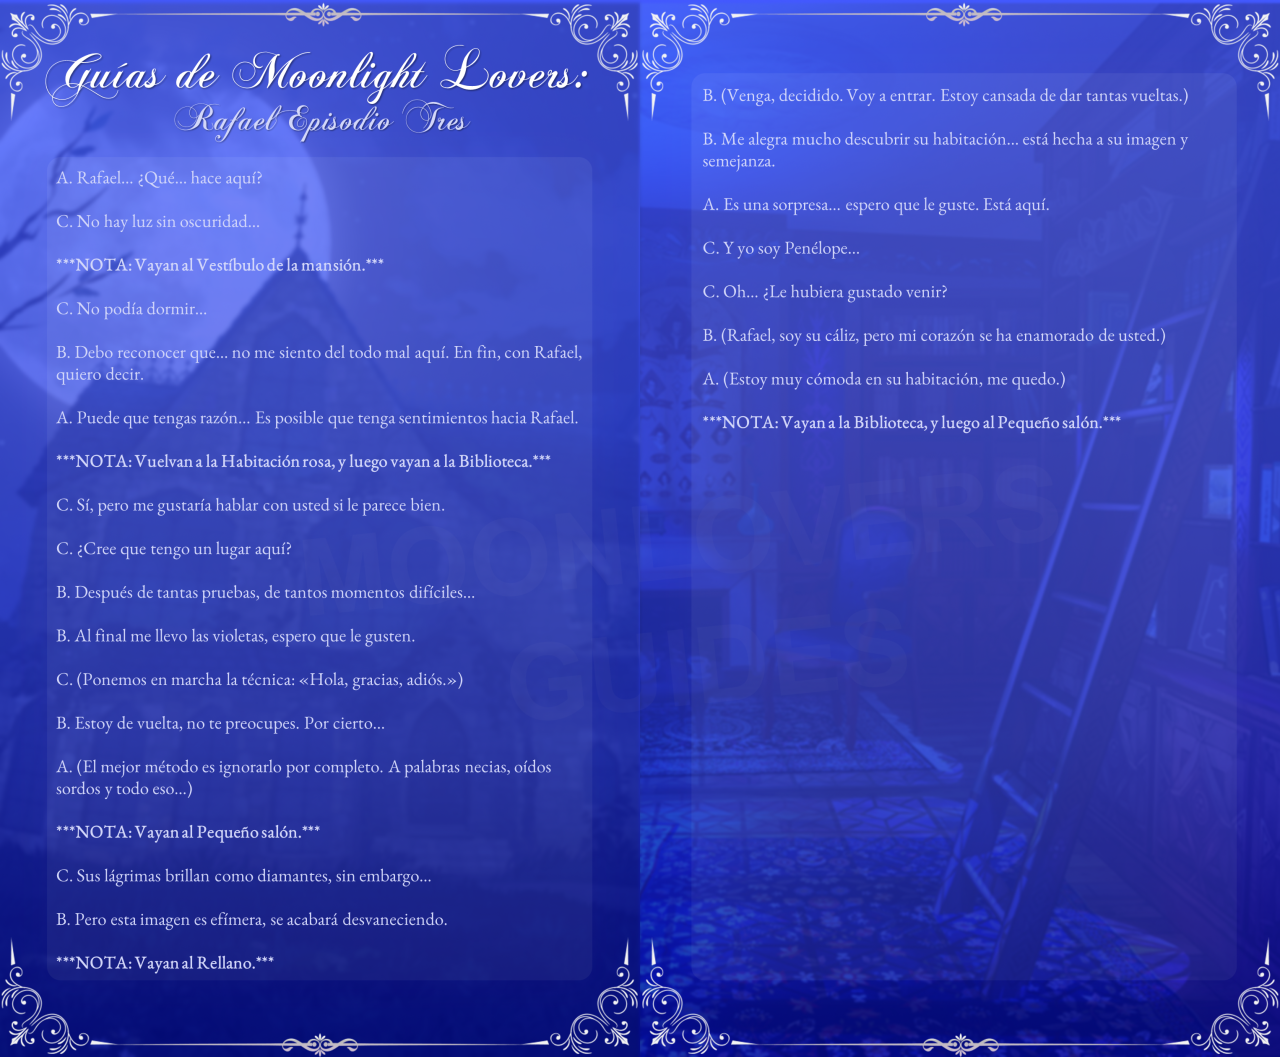 Guías de Moonlight Lovers:
Rafael Episodio Tres
A. Rafael... ¿Qué... hace aquí?
C. No hay luz sin oscuridad...
***NOTA: Vayan al Vestíbulo de la mansión.***
C. No podía dormir...
B. Debo reconocer que... no me siento del todo mal aquí. En fin, con Rafael,
quiero decir.
A. Puede que tengas razón... Es posible que tenga sentimientos hacia Rafael.
***NOTA: Vuelvan a la Habitación rosa, y luego vayan a la Biblioteca.***
C. Sí, pero me gustaría hablar con usted si le parece bien.
C. ¿Cree que tengo un lugar aquí?
B. Después de tantas pruebas, de tantos momentos difíciles...
B. Al final me llevo las violetas, espero que le gusten.
C. (Ponemos en marcha la técnica: «Hola, gracias, adiós.»)
B. Estoy de vuelta, no te preocupes. Por cierto...
A. (El mejor método es ignorarlo por completo. A palabras necias, oídos
sordos y todo eso...)
***NOTA: Vayan al Pequeño salón.***
C. Sus lágrimas brillan como diamantes, sin embargo...
B. Pero esta imagen es efímera, se acabará desvaneciendo.
***NOTA: Vayan al Rellano.***
B. (Venga, decidido. Voy a entrar. Estoy cansada de dar tantas vueltas.)
B. Me alegra mucho descubrir su habitación... está hecha a su imagen y
semejanza.
A. Es una sorpresa... espero que le guste. Está aquí.
C. Y yo soy Penélope...
C. Oh... ¿Le hubiera gustado venir?
B. (Rafael, soy su cáliz, pero mi corazón se ha enamorado de usted.)
A. (Estoy muy cómoda en su habitación, me quedo.)
***NOTA: Vayan a la Biblioteca, y luego al Pequeño salón.***
MOONLOVERS
GUIDES